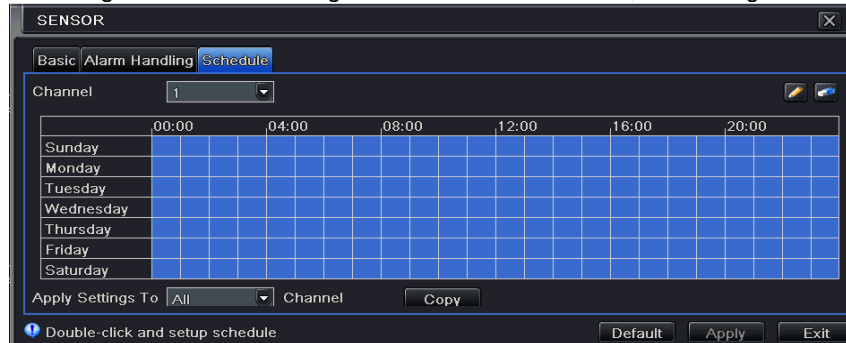 SENSOR
Basic Alarm Handling Schedule
Channel 1
00:00 04:00 08:00 12:00 16:00 20:00
Sunday
Monday
Tuesday
Wednesday
Thursday
Friday
Saturday
Apply Settings To All Channel Copy
Double-click and setup schedule Default Apply Exit